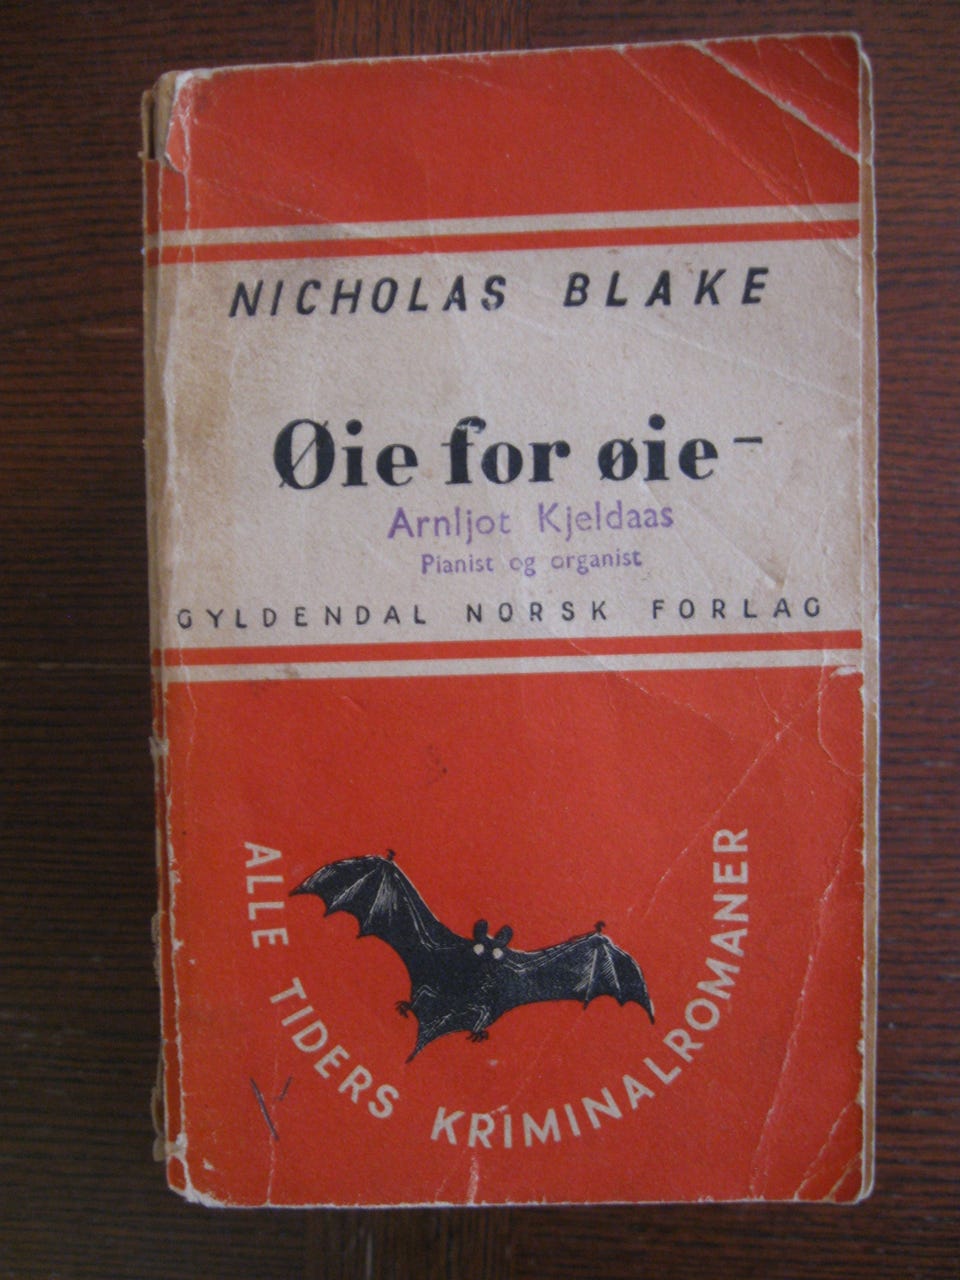 NICHOLAS BLAKE
Øie for øie –
Arnljot Kjeldaas
Pianist og organist
GYLDENDAL NORSK FORLAG
ALLE TIDERS KRIMINALROMANER